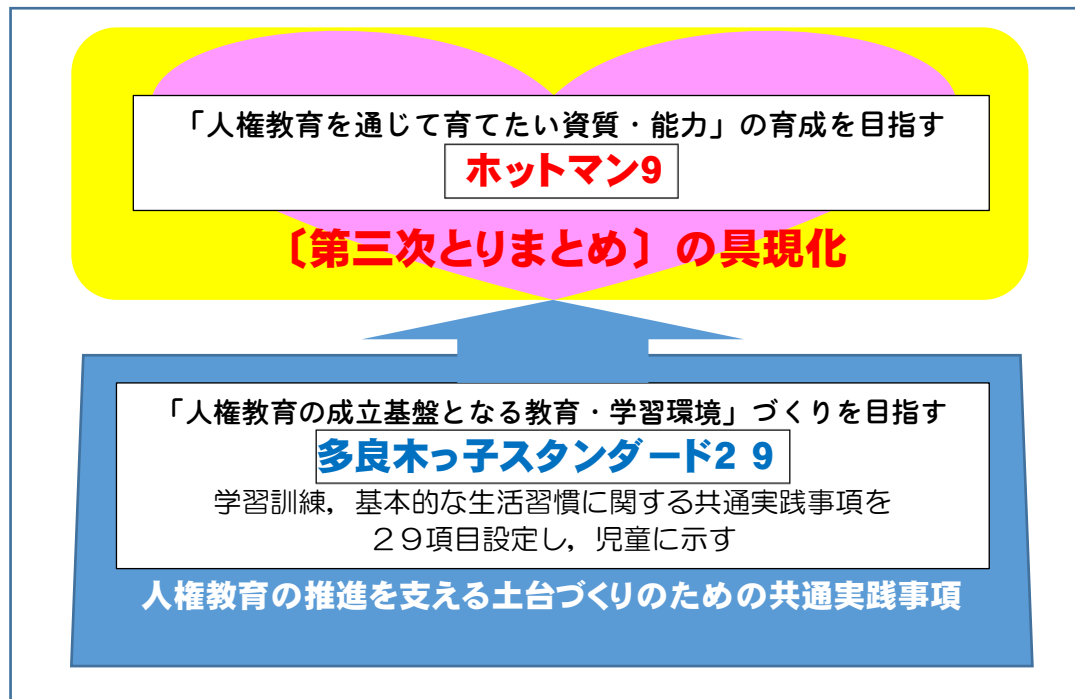 「人権教育を通じて育てたい資質・能力」の育成を目指す
ホットマン9
〔第三次とりまとめ〕の具現化
「人権教育の成立基盤となる教育・学習環境」づくりを目指す
多良木っ子スタンダード２９
学習訓練，基本的な生活習慣に関する共通実践事項を
２９項目設定し，児童に示す
人権教育の推進を支える土台づくりのための共通実践事項